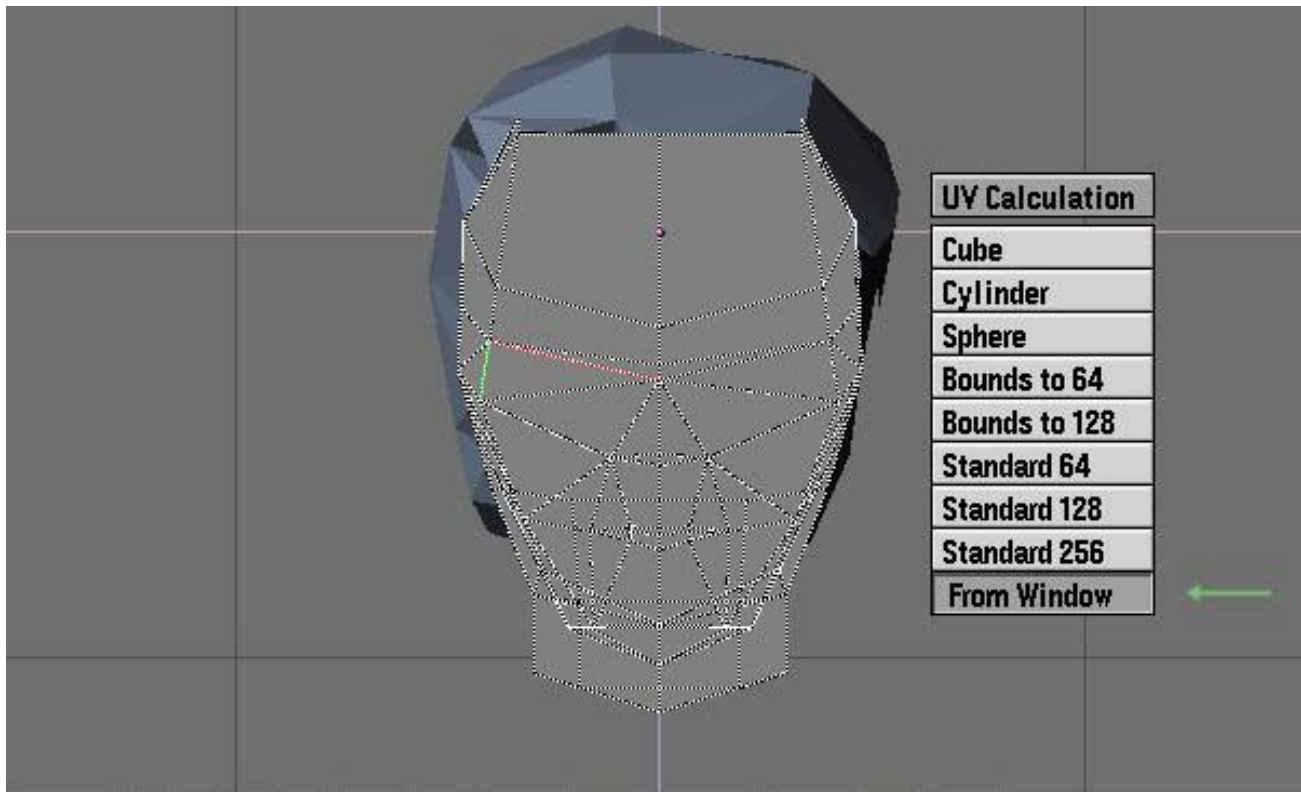 UV Calculation
Cube
Cylinder
Sphere
Bounds to 64
Bounds to 128
Standard 64
Standard 128
Standard 256
From Window